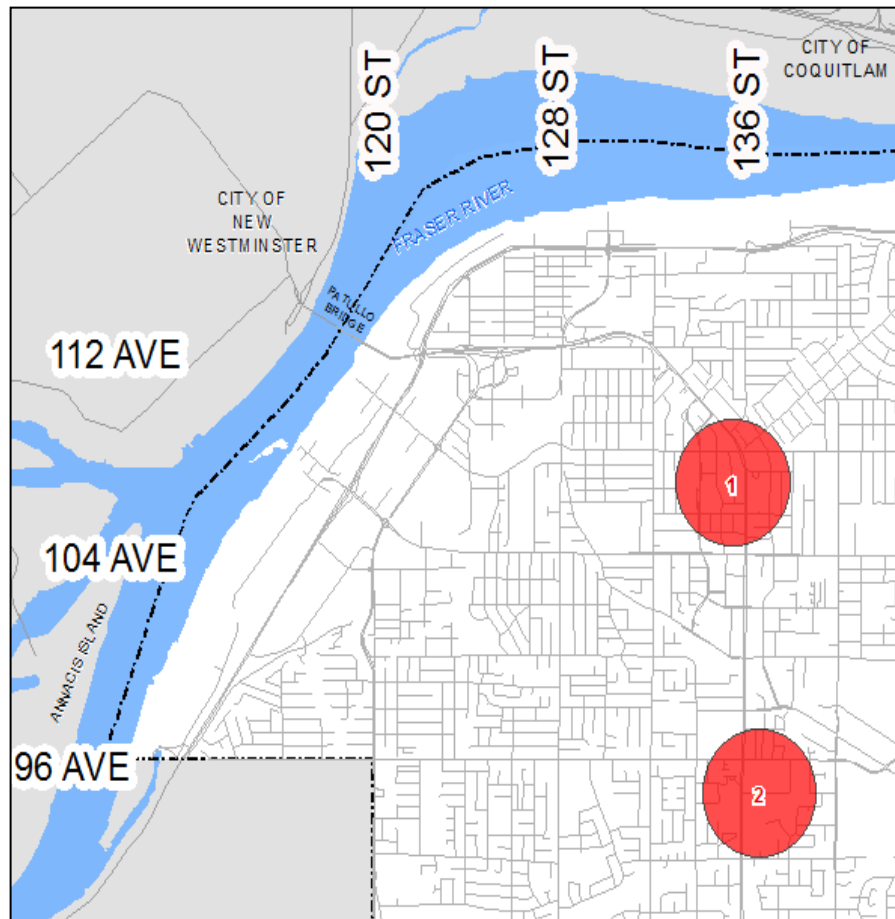 CITY OF
COQUITLAM
120 ST
128 ST
136 ST
CITY OF
NEW
WESTMINSTER
FRASER RIVER
PATULLO
BRIDGE
112 AVE
1
104 AVE
ANNACIS ISLAND
96 AVE
2